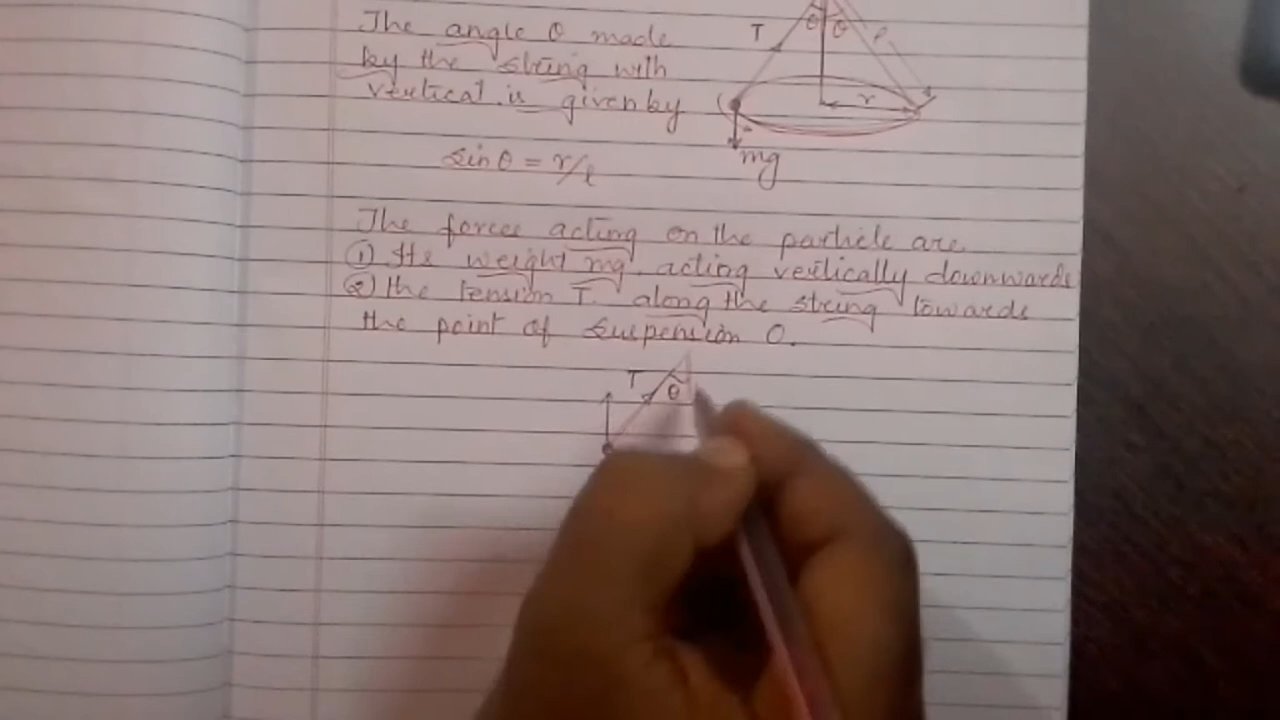 The angle θ made
by the string with
vertical is given by
T
θ θ
l
r
mg
sin θ = r/l
The forces acting on the particle are
① Its weight mg acting vertically downwards
② the tension T along the string towards
the point of suspension O.
T
θ